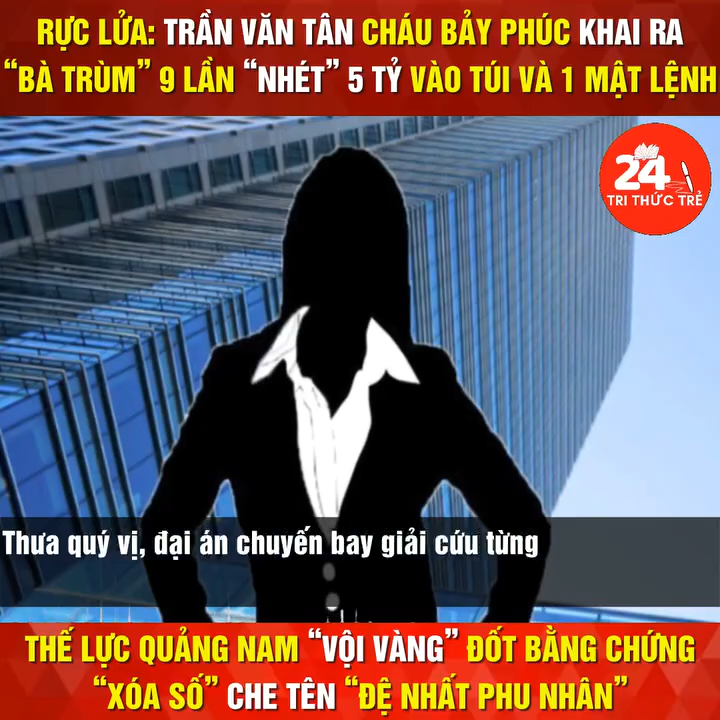 RỰC LỬA: TRẦN VĂN TÂN CHÁU BẢY PHÚC KHAI RA
“BÀ TRÙM” 9 LẦN “NHÉT” 5 TỶ VÀO TÚI VÀ 1 MẬT LỆNH
24
TRI THỨC TRẺ
Thưa quý vị, đại án chuyến bay giải cứu từng
THẾ LỰC QUẢNG NAM “VỘI VÀNG” ĐỐT BẰNG CHỨNG
“XÓA SỐ” CHE TÊN “ĐỆ NHẤT PHU NHÂN”